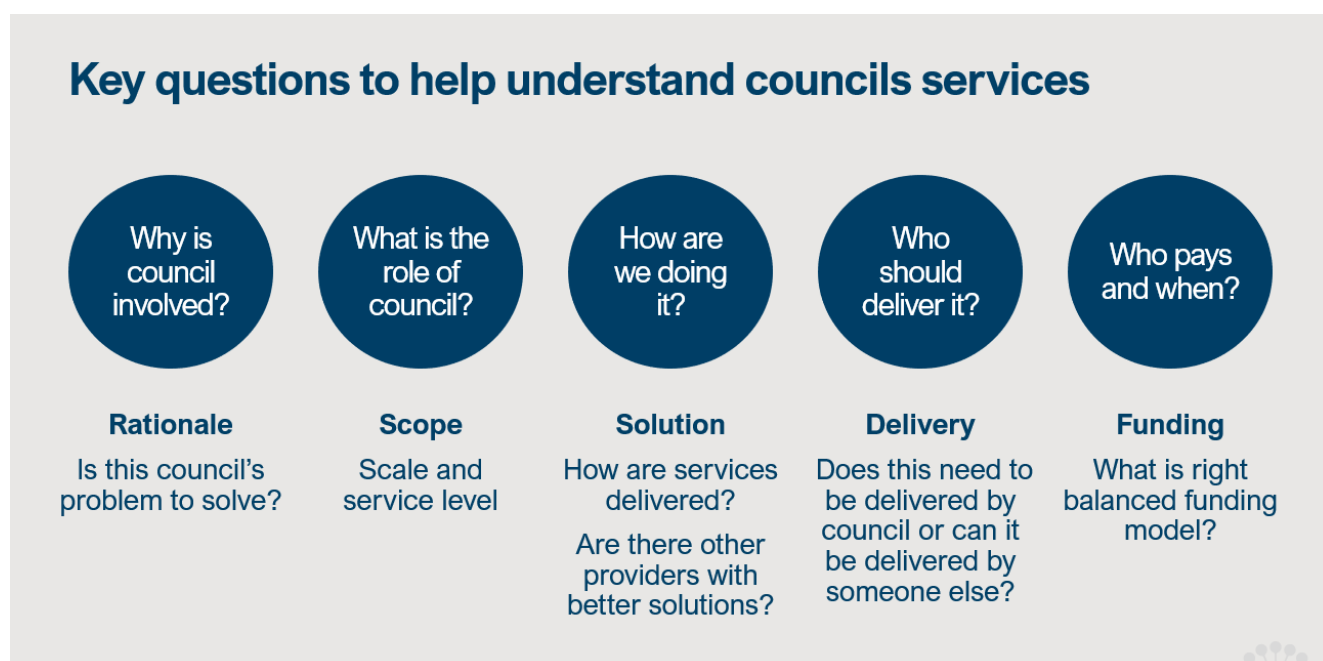 Key questions to help understand councils services
Why is
council
involved?
What is the
role of
council?
How are
we doing
it?
Who
should
deliver it?
Who pays
and when?
Rationale
Is this council’s
problem to solve?
Scope
Scale and
service level
Solution
How are services
delivered?
Are there other
providers with
better solutions?
Delivery
Does this need to
be delivered by
council or can it
be delivered by
someone else?
Funding
What is right
balanced funding
model?